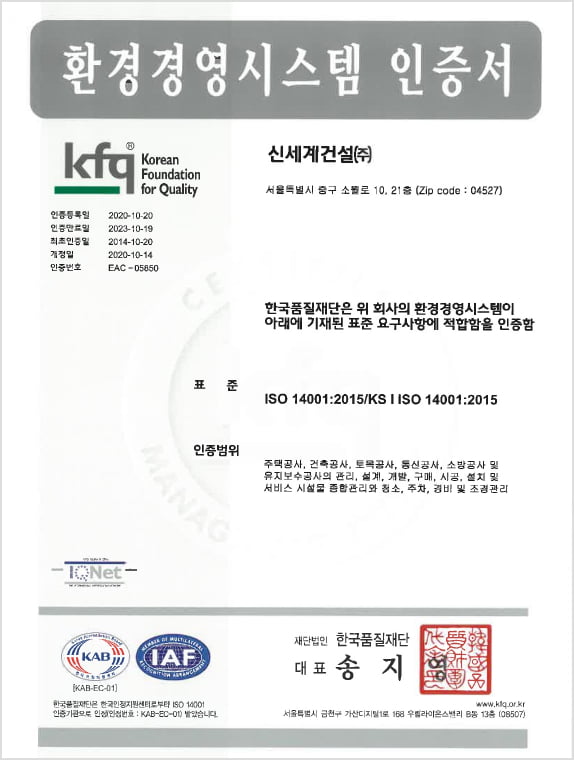 환경경영시스템 인증서
kfq®
Korean
Foundation
for Quality
신세계건설㈜
서울특별시 중구 소월로 10, 21층 (Zip code : 04527)
인증등록일 2020-10-20
인증만료일 2023-10-19
최초인증일 2014-10-20
개정일 2020-10-14
인증번호 EAC-05850
한국품질재단은 위 회사의 환경경영시스템이
아래에 기재된 표준 요구사항에 적합함을 인증함
표 준
ISO 14001:2015/KS I ISO 14001:2015
인증범위
주택공사, 건축공사, 토목공사, 통신공사, 소방공사 및
유지보수공사의 관리, 설계, 개발, 구매, 시공, 설치 및
서비스 시설물 종합관리와 청소, 주차, 경비 및 조경관리
IQNet
KAB
MEMBER OF MULTILATERAL
IAF
RECOGNITION ARRANGEMENT
[KAB-EC-01]
한국품질재단은 한국인정지원센터로부터 ISO 14001
인증기관으로 인정(인정번호 : KAB-EC-01) 받았습니다.
재단법인 한국품질재단
대 표 송 지 영
www.kfq.or.kr
서울특별시 금천구 가산디지털1로 168 우림라이온스밸리 B동 13층 (08507)